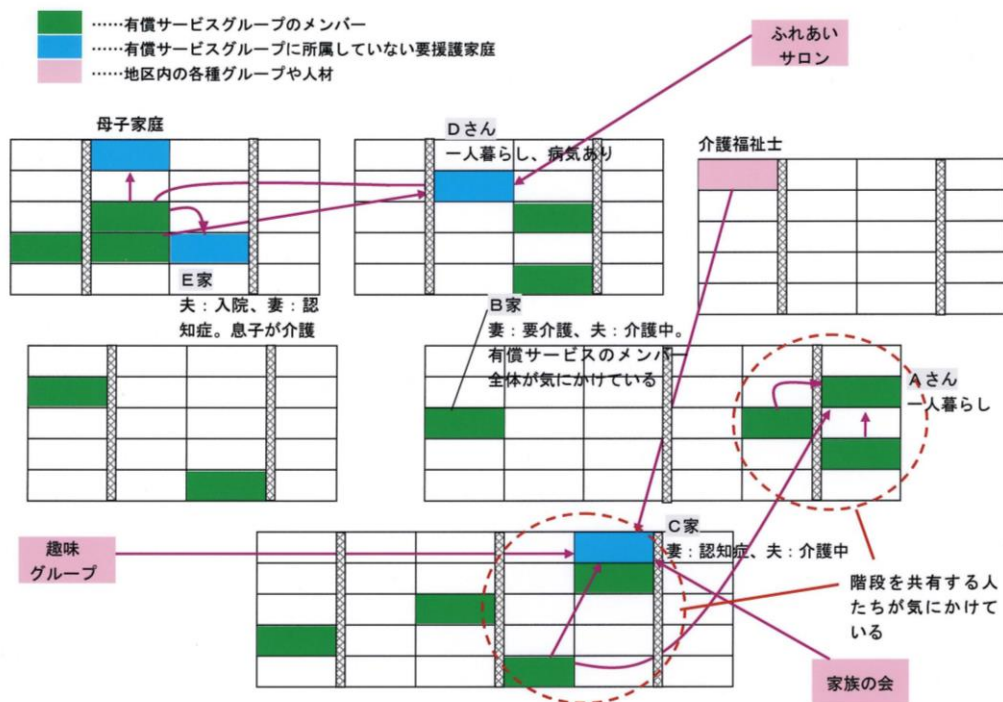 ……有償サービスグループのメンバー
……有償サービスグループに所属していない要援護家庭
……地区内の各種グループや人材
ふれあい
サロン
母子家庭
Dさん
一人暮らし、病気あり
介護福祉士
E家
夫：入院、妻：認
知症。息子が介護
B家
妻：要介護、夫：介護中。
有償サービスのメンバー
全体が気にかけている
Aさん
一人暮らし
C家
妻：認知症、夫：介護中
趣味
グループ
階段を共有する人
たちが気にかけて
いる
家族の会